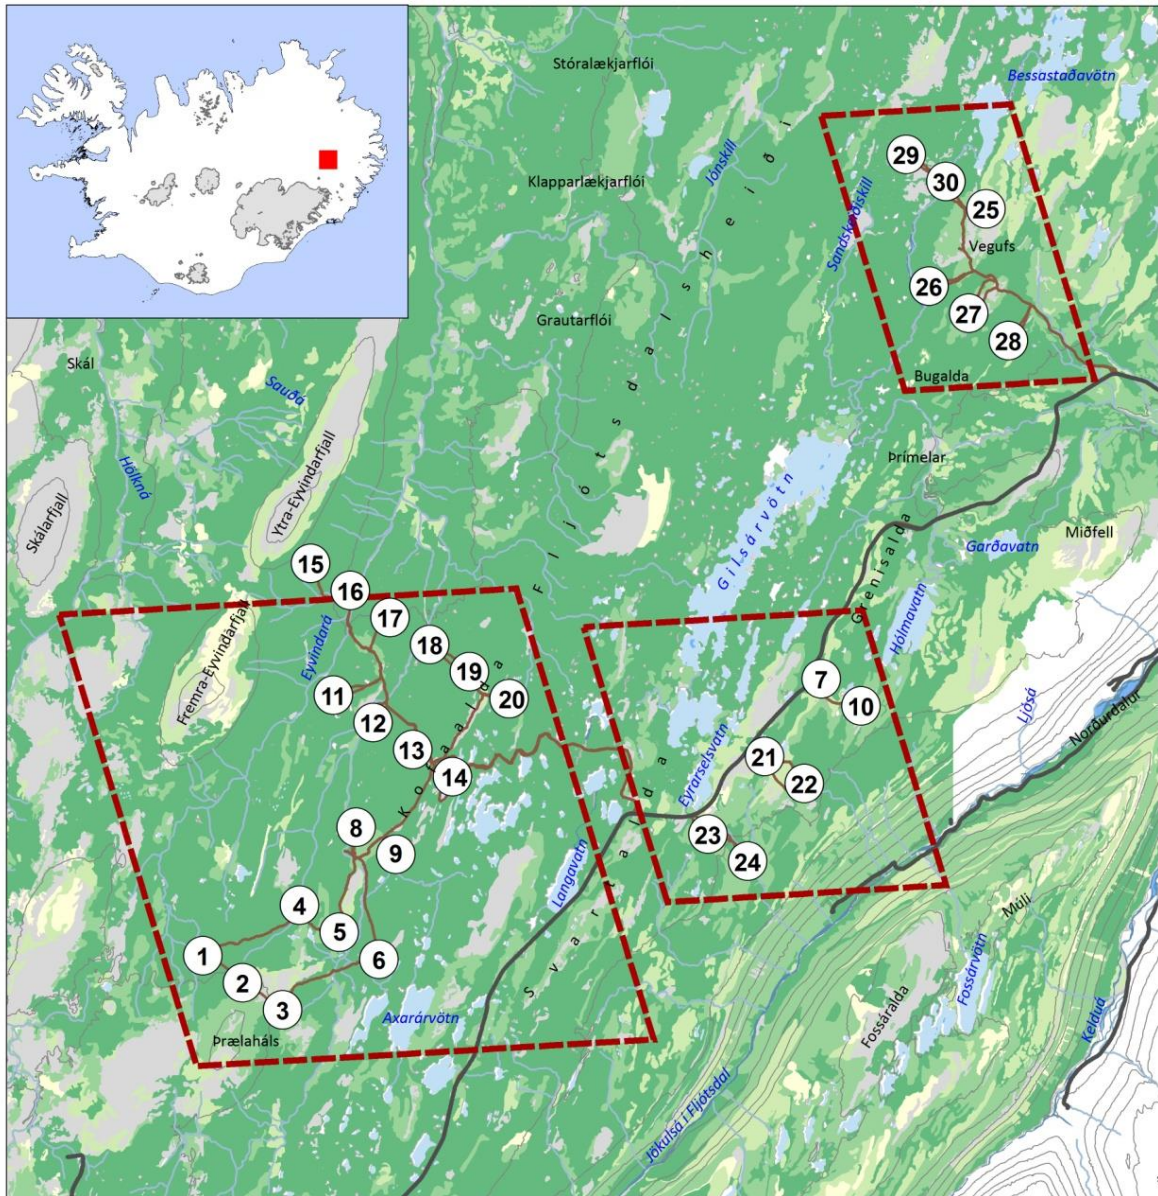 Stóralækjarflói
Bessastaðavötn
Jónskíll
Klapparlækjarflói
29
30
25
Sandskeiðiskíll
Vegufs
26
27
Grautarflói
28
Skál
Bugalda
Sauða
Fljótsdalsheiði
Hölkná
Ytra-Eyvindarfjall
Þrímelar
Skálarfjall
Gilsárvötn
Grenisalda
Garðavatn
Miðfell
15
16
17
Hólmavatn
18
Eyvindará
Fremra-Eyvindarfjall
19
20
7
11
10
Ljósá
Norðurdalur
12
13
14
Kofaalda
Eyrarselsvatn
21
22
8
9
23
24
Langavatn
Svartalda
4
5
1
6
2
3
Múli
Fossárvötn
Fossáralda
Axarárvötn
Þrælaháls
Kelduá
Jökulsá í Fljótsdal